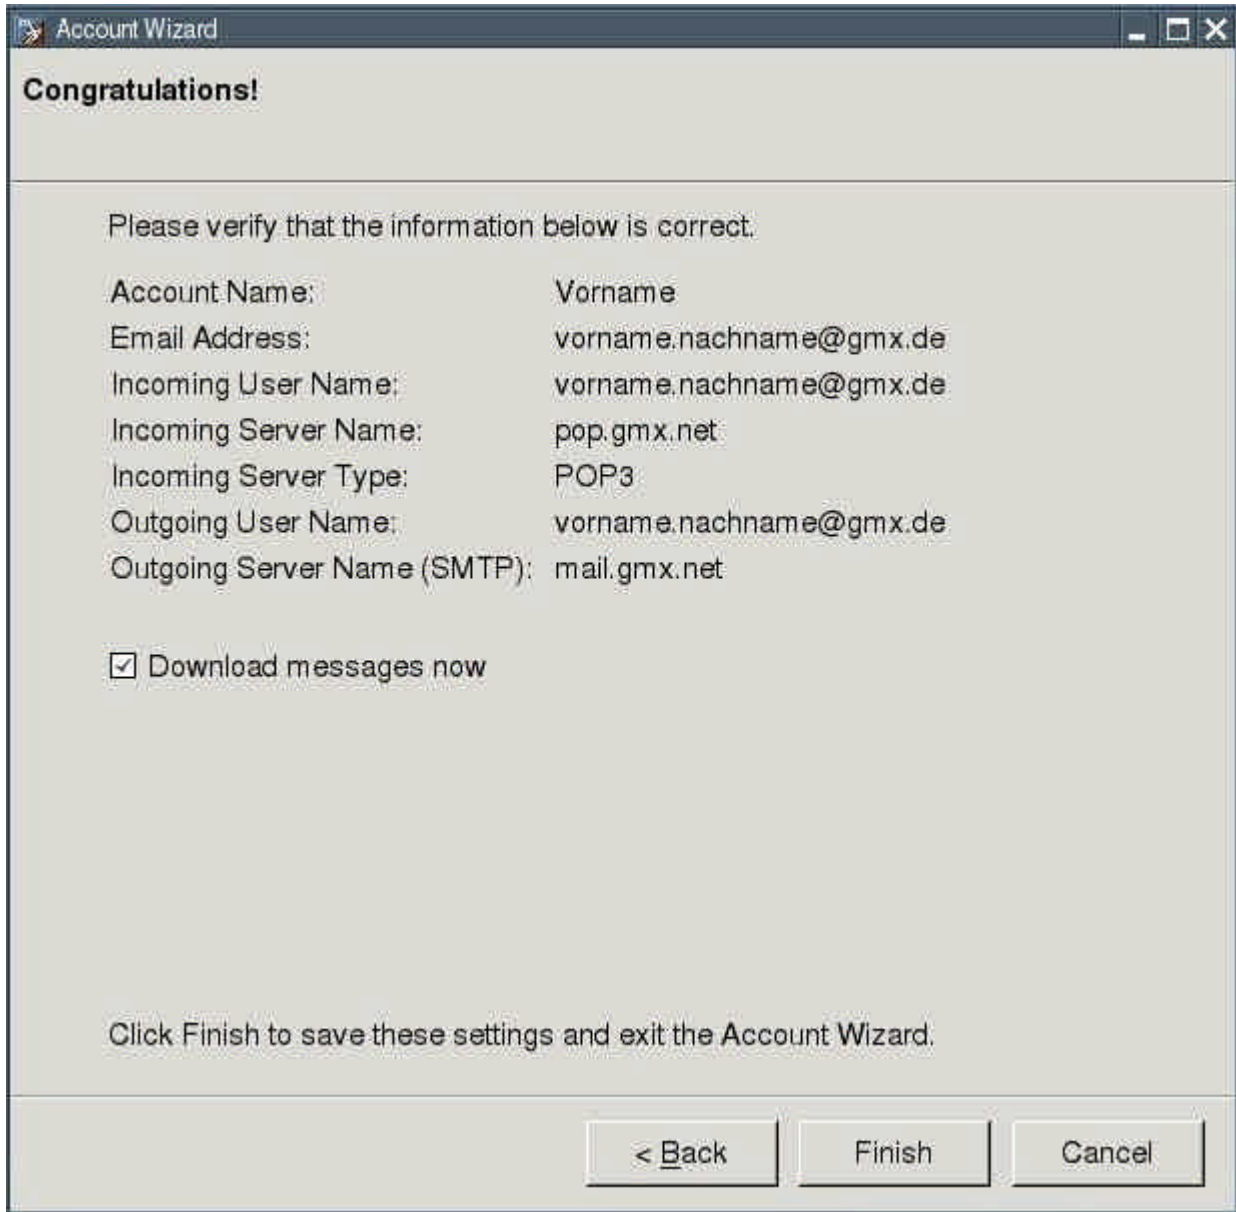 Account Wizard
Congratulations!
Please verify that the information below is correct.
Account Name: Vorname
Email Address: vorname.nachname@gmx.de
Incoming User Name: vorname.nachname@gmx.de
Incoming Server Name: pop.gmx.net
Incoming Server Type: POP3
Outgoing User Name: vorname.nachname@gmx.de
Outgoing Server Name (SMTP): mail.gmx.net
Download messages now
Click Finish to save these settings and exit the Account Wizard.
< Back Finish Cancel